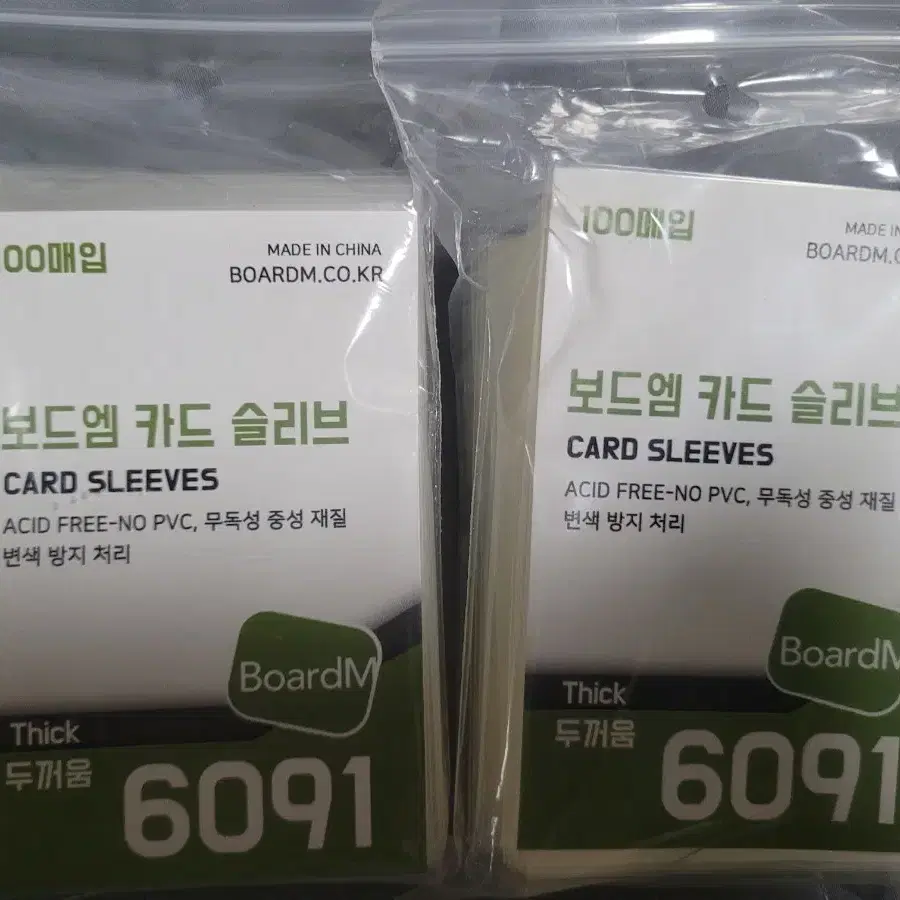 100매입
MADE IN CHINA
BOARDM.CO.KR
보드엠 카드 슬리브
CARD SLEEVES
ACID FREE-NO PVC, 무독성 중성 재질
변색 방지 처리
BoardM
Thick
두꺼움
6091
100매입
MADE IN
BOARDM.C
보드엠 카드 슬리브
CARD SLEEVES
ACID FREE-NO PVC, 무독성 중성 재질
변색 방지 처리
BoardM
Thick
두꺼움
6091